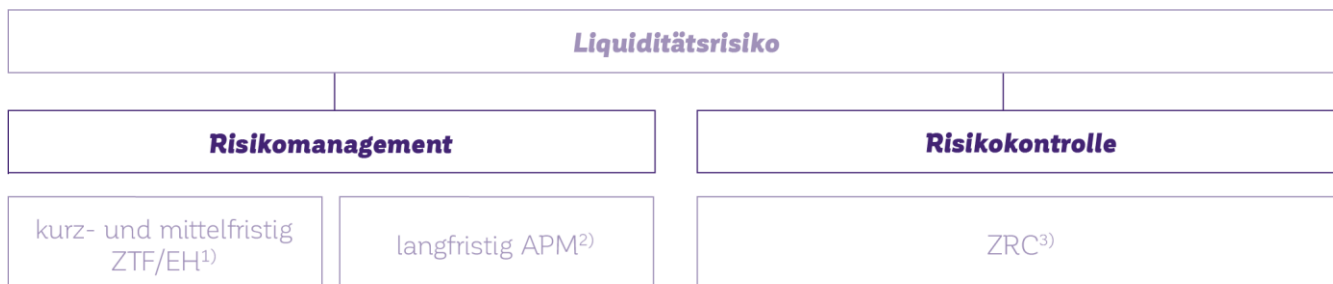 Liquiditätsrisiko
Risikomanagement
Risikokontrolle
kurz- und mittelfristig
ZTF/EH¹⁾
langfristig APM²⁾
ZRC³⁾